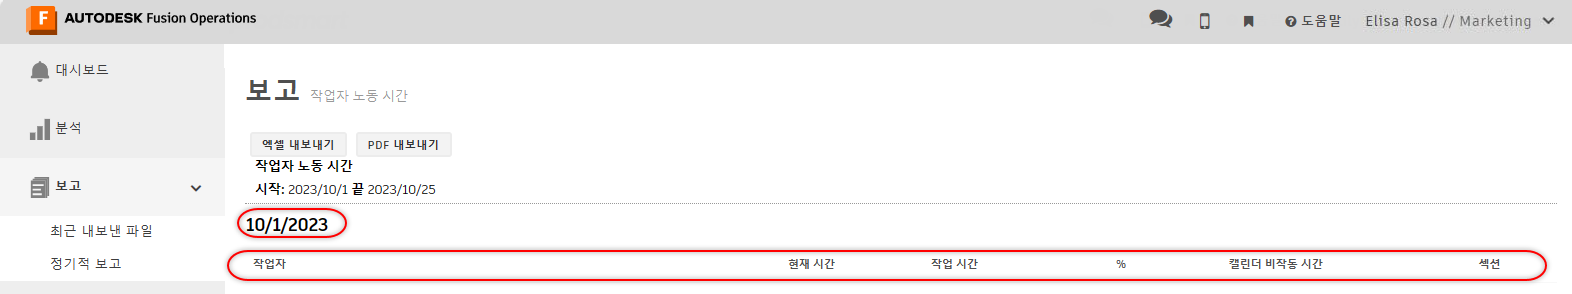 F AUTODESK Fusion Operations
도움말 Elisa Rosa // Marketing
대시보드
분석
보고
최근 내보낸 파일
정기적 보고
보고 작업자 노동 시간
엑셀 내보내기 PDF 내보내기
작업자 노동 시간
시작: 2023/10/1 끝 2023/10/25
10/1/2023
작업자 현재 시간 작업 시간 % 캘린더 비작동 시간 섹션